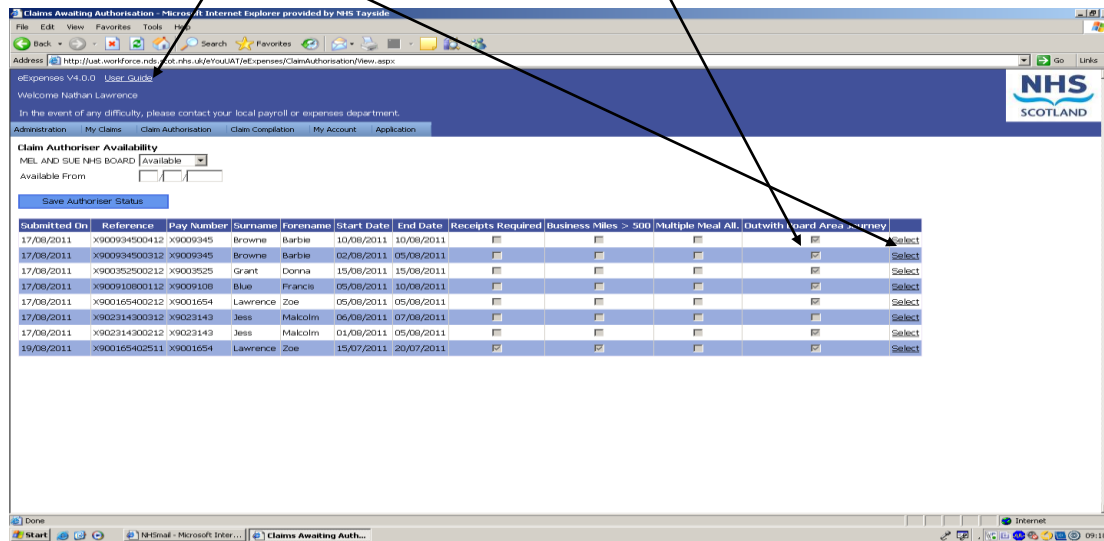 Claims Awaiting Authorisation - Microsoft Internet Explorer provided by NHS Tayside
File Edit View Favorites Tools Help
Back Search Favorites
Address http://uat.workforce.nds.scot.nhs.uk/eYouUAT/eExpenses/ClaimAuthorisation/View.aspx Go Links
eExpenses V4.0.0 User Guide
Welcome Nathan Lawrence
In the event of any difficulty, please contact your local payroll or expenses department.
NHS
SCOTLAND
Administration My Claims Claim Authorisation Claim Compilation My Account Application
Claim Authoriser Availability
MEL AND SUE NHS BOARD Available
Available From / /
Save Authoriser Status
Submitted On Reference Pay Number Surname Forename Start Date End Date Receipts Required Business Miles > 500 Multiple Meal All. Outwith Board Area Journey
17/08/2011 X900934500412 X9009345 Browne Barbie 10/08/2011 10/08/2011 Select
17/08/2011 X900934500312 X9009345 Browne Barbie 02/08/2011 05/08/2011 Select
17/08/2011 X900352500212 X9003525 Grant Donna 15/08/2011 15/08/2011 Select
17/08/2011 X900910800112 X9009108 Blue Francis 05/08/2011 10/08/2011 Select
17/08/2011 X900165400212 X9001654 Lawrence Zoe 05/08/2011 05/08/2011 Select
17/08/2011 X902314300312 X9023143 Jess Malcolm 06/08/2011 07/08/2011 Select
17/08/2011 X902314300212 X9023143 Jess Malcolm 01/08/2011 05/08/2011 Select
19/08/2011 X900165402511 X9001654 Lawrence Zoe 15/07/2011 20/07/2011 Select
Done Internet
Start NHSmail - Microsoft Inter... Claims Awaiting Auth...